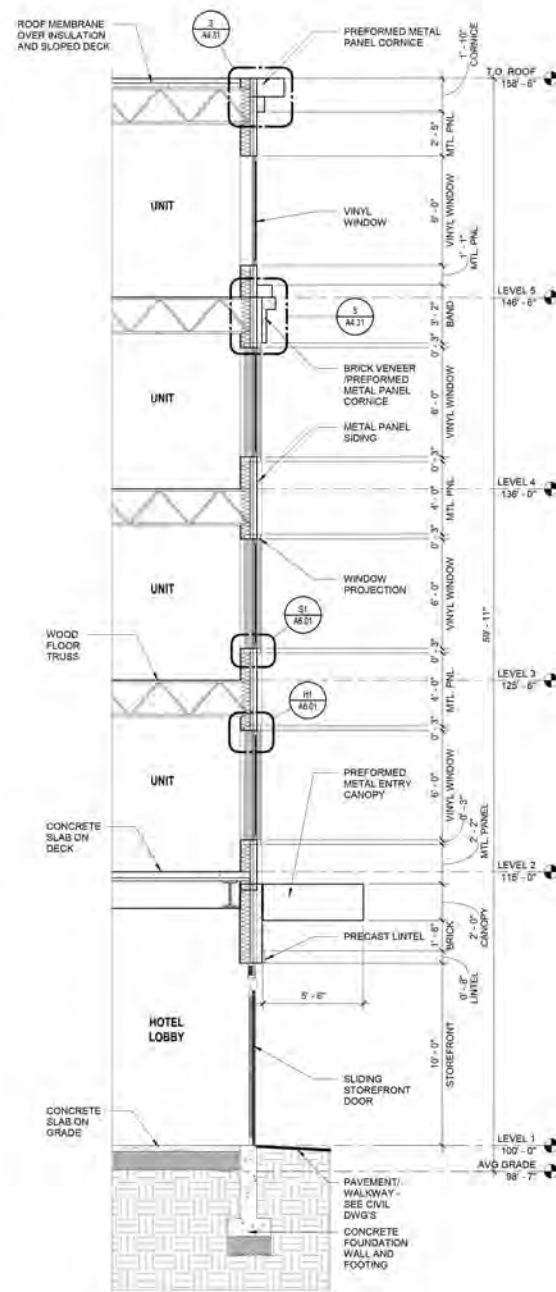 ROOF MEMBRANE
OVER INSULATION
AND SLOPED DECK
3
A4.31
PREFORMED METAL
PANEL CORNICE
1' - 10"
CORNICE
T.O. ROOF
158' - 6"
2' - 5"
MTL. PNL
UNIT
VINYL
WINDOW
6' - 0"
VINYL WINDOW
1' - 1"
MTL. PNL
LEVEL 5
146' - 6"
5
A4.31
3' - 2"
BAND
0' - 3"
BRICK VENEER
/PREFORMED
METAL PANEL
CORNICE
UNIT
6' - 0"
VINYL WINDOW
METAL PANEL
SIDING
0' - 3"
LEVEL 4
136' - 0"
4' - 0"
MTL. PNL
0' - 3"
WINDOW
PROJECTION
UNIT
6' - 0"
VINYL WINDOW
S1
A6.01
59' - 11"
WOOD
FLOOR
TRUSS
0' - 3"
LEVEL 3
125' - 6"
4' - 0"
MTL. PNL
H1
A6.01
0' - 3"
UNIT
PREFORMED
METAL ENTRY
CANOPY
6' - 0"
VINYL WINDOW
0' - 3"
CONCRETE
SLAB ON
DECK
2' - 2"
MTL. PANEL
LEVEL 2
115' - 0"
2' - 0"
CANOPY
1' - 6"
BRICK
PRECAST LINTEL
0' - 8"
LINTEL
5' - 6"
HOTEL
LOBBY
10' - 0"
STOREFRONT
SLIDING
STOREFRONT
DOOR
CONCRETE
SLAB ON
GRADE
LEVEL 1
100' - 0"
AVG GRADE
98' - 7"
PAVEMENT/
WALKWAY -
SEE CIVIL
DWG'S
CONCRETE
FOUNDATION
WALL AND
FOOTING